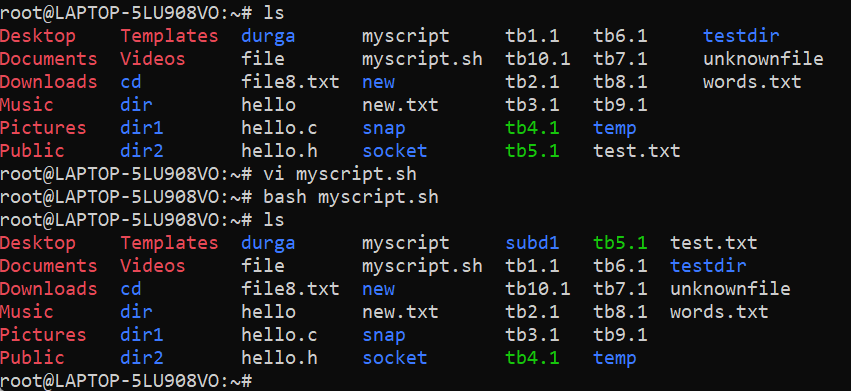 root@LAPTOP-5LU908VO:~# ls
Desktop Templates durga myscript tb1.1 tb6.1 testdir
Documents Videos file myscript.sh tb10.1 tb7.1 unknownfile
Downloads cd file8.txt new tb2.1 tb8.1 words.txt
Music dir hello new.txt tb3.1 tb9.1
Pictures dir1 hello.c snap tb4.1 temp
Public dir2 hello.h socket tb5.1 test.txt
root@LAPTOP-5LU908VO:~# vi myscript.sh
root@LAPTOP-5LU908VO:~# bash myscript.sh
root@LAPTOP-5LU908VO:~# ls
Desktop Templates durga myscript subd1 tb5.1 test.txt
Documents Videos file myscript.sh tb1.1 tb6.1 testdir
Downloads cd file8.txt new tb10.1 tb7.1 unknownfile
Music dir hello new.txt tb2.1 tb8.1 words.txt
Pictures dir1 hello.c snap tb3.1 tb9.1
Public dir2 hello.h socket tb4.1 temp
root@LAPTOP-5LU908VO:~#